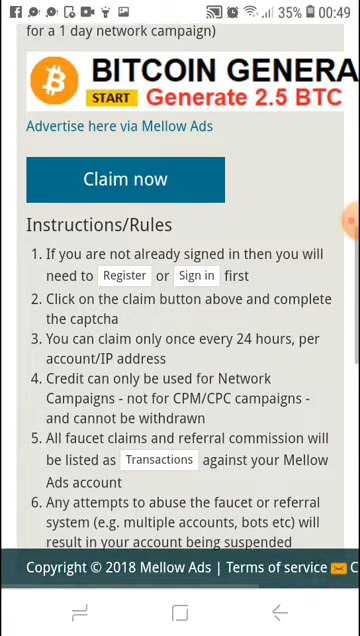 35% 00:49
for a 1 day network campaign)
BITCOIN GENERA
START Generate 2.5 BTC
Advertise here via Mellow Ads
Claim now
Instructions/Rules
1. If you are not already signed in then you will
need to Register or Sign in first
2. Click on the claim button above and complete
the captcha
3. You can claim only once every 24 hours, per
account/IP address
4. Credit can only be used for Network
Campaigns - not for CPM/CPC campaigns -
and cannot be withdrawn
5. All faucet claims and referral commission will
be listed as Transactions against your Mellow
Ads account
6. Any attempts to abuse the faucet or referral
system (e.g. multiple accounts, bots etc) will
result in your account being suspended
Copyright © 2018 Mellow Ads | Terms of service C